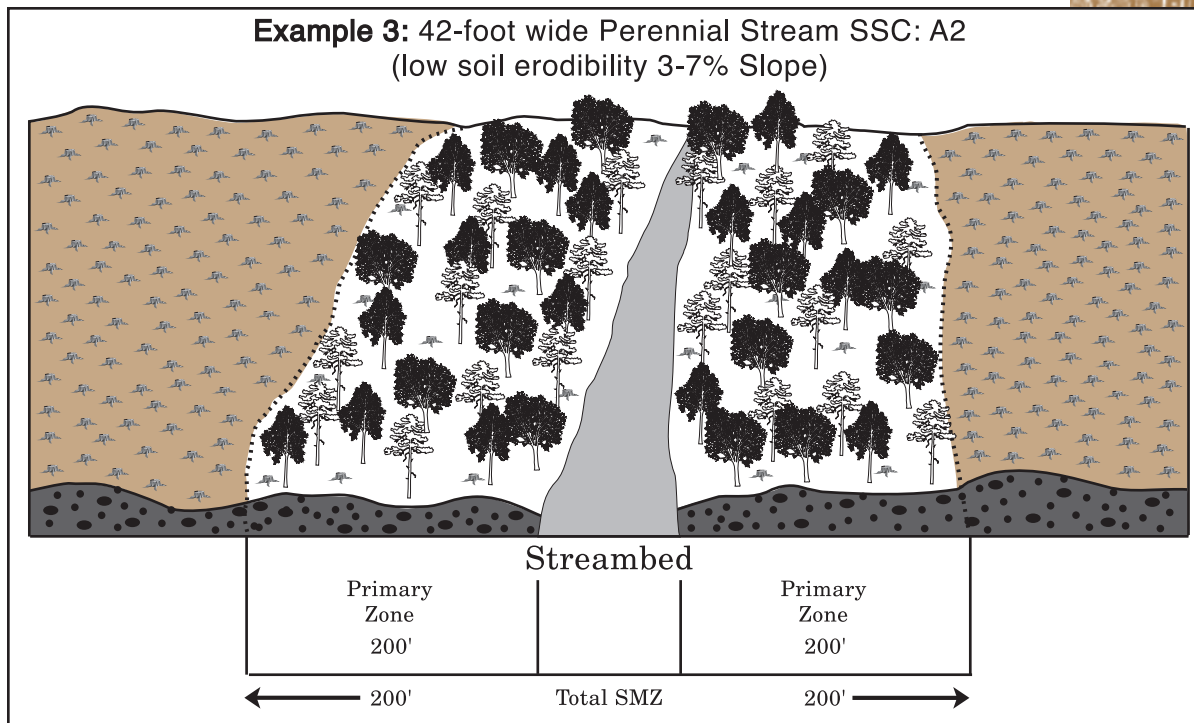 Example 3: 42-foot wide Perennial Stream SSC: A2
(low soil erodibility 3-7% Slope)
Streambed
Primary
Zone
200'
Primary
Zone
200'
200' Total SMZ 200'